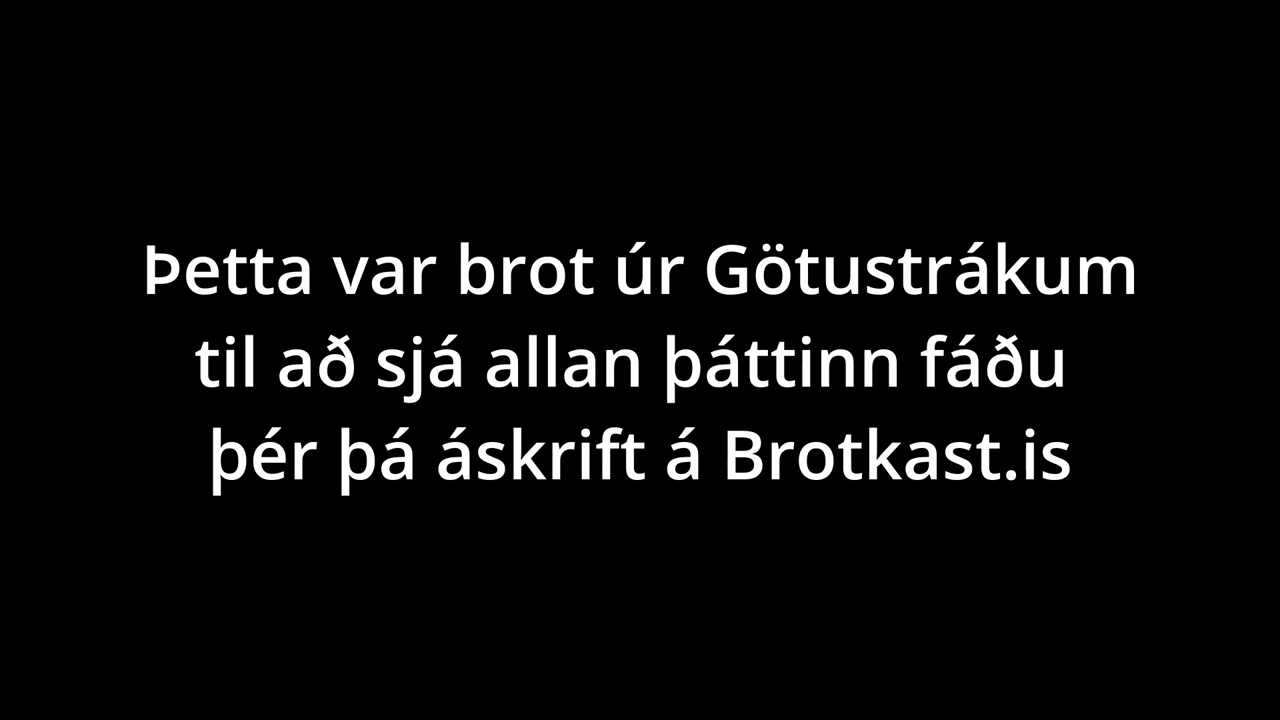 Þetta var brot úr Götustrákum
til að sjá allan þáttinn fáðu
þér þá áskrift á Brotkast.is